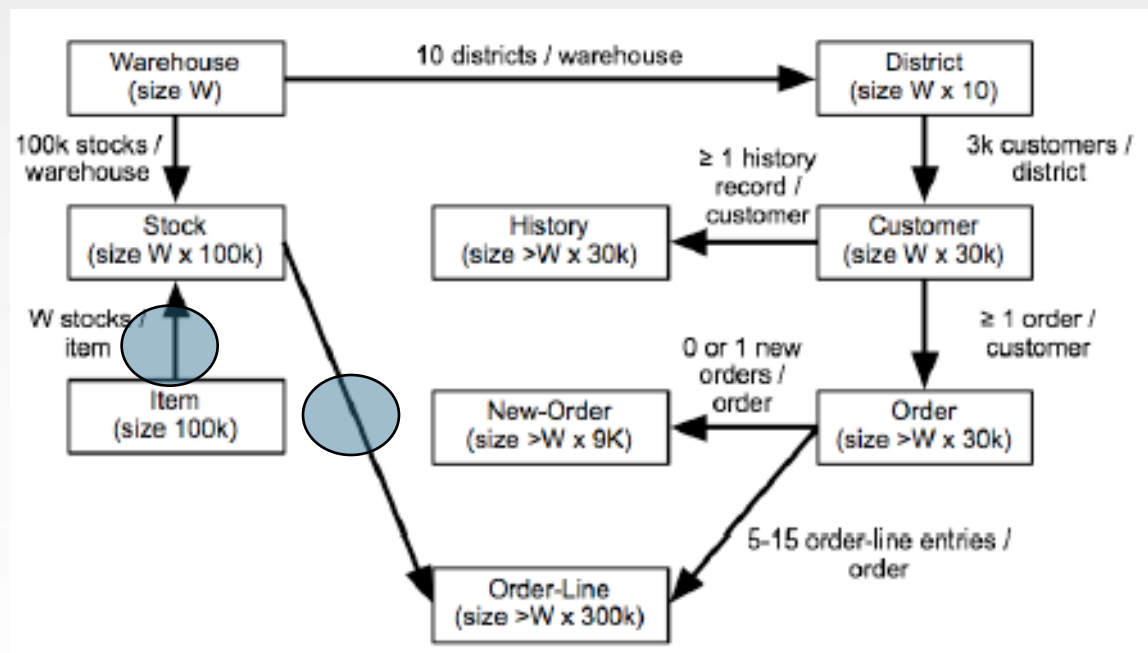 10 districts / warehouse
Warehouse
(size W)
District
(size W x 10)
100k stocks /
warehouse
3k customers /
district
≥ 1 history
record /
customer
Stock
(size W x 100k)
History
(size >W x 30k)
Customer
(size W x 30k)
W stocks /
item
≥ 1 order /
customer
0 or 1 new
orders /
order
Item
(size 100k)
New-Order
(size >W x 9K)
Order
(size >W x 30k)
5-15 order-line entries /
order
Order-Line
(size >W x 300k)